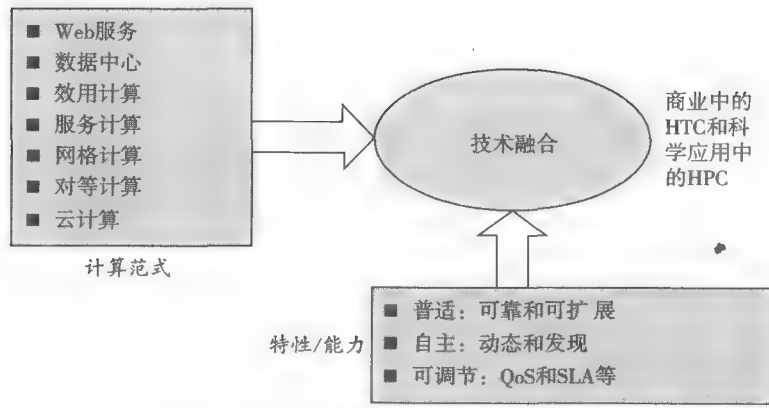 Web服务
数据中心
效用计算
服务计算
网格计算
对等计算
云计算
计算范式
技术融合
商业中的
HTC和科
学应用中
的HPC
特性/能力
普适：可靠和可扩展
自主：动态和发现
可调节：QoS和SLA等